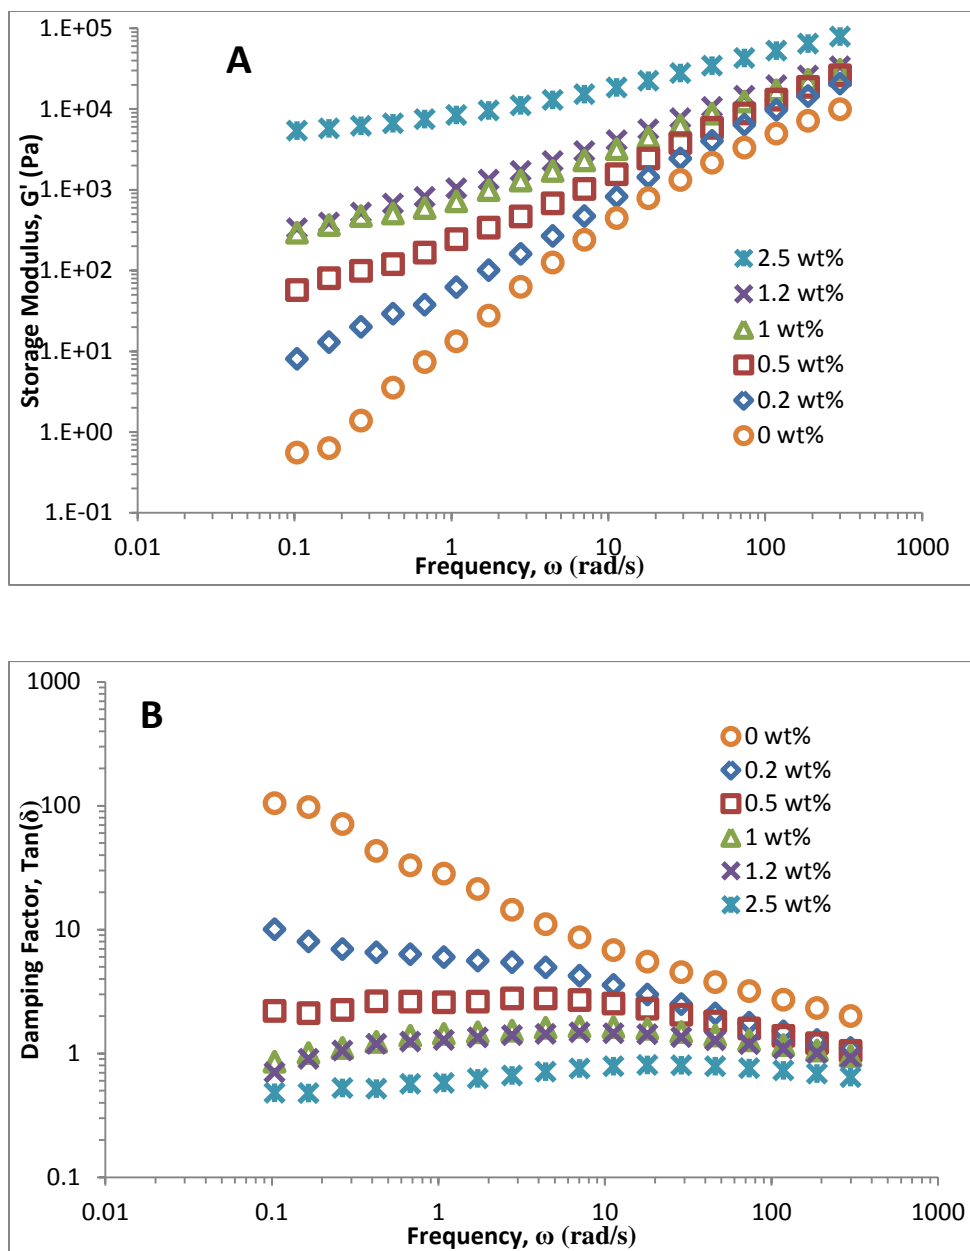 A
1.E+05
1.E+04
1.E+03
1.E+02
1.E+01
1.E+00
1.E-01
Storage Modulus, G' (Pa)
2.5 wt%
1.2 wt%
1 wt%
0.5 wt%
0.2 wt%
0 wt%
0.01
0.1
1
10
100
1000
Frequency, ω (rad/s)
B
1000
100
10
1
0.1
Damping Factor, Tan(δ)
0 wt%
0.2 wt%
0.5 wt%
1 wt%
1.2 wt%
2.5 wt%
0.01
0.1
1
10
100
1000
Frequency, ω (rad/s)